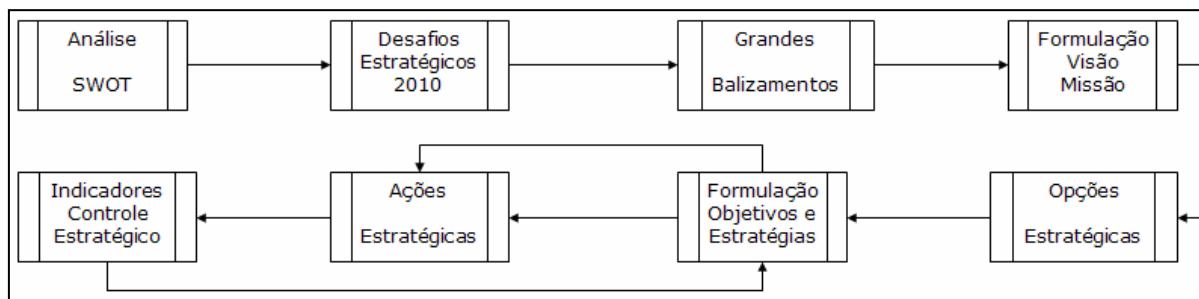 Análise
SWOT
Desafios
Estratégicos
2010
Grandes
Balizamentos
Formulação
Visão
Missão
Indicadores
Controle
Estratégico
Ações
Estratégicas
Formulação
Objetivos e
Estratégias
Opções
Estratégicas